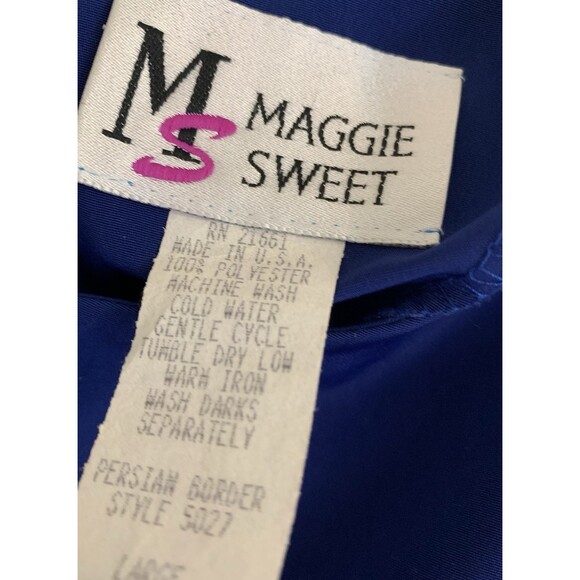 MS MAGGIE
SWEET
RN 21661
MADE IN U.S.A.
100% POLYESTER
MACHINE WASH
COLD WATER
GENTLE CYCLE
TUMBLE DRY LOW
WARM IRON
WASH DARKS
SEPARATELY
PERSIAN BORDER
STYLE 5027
LARGE